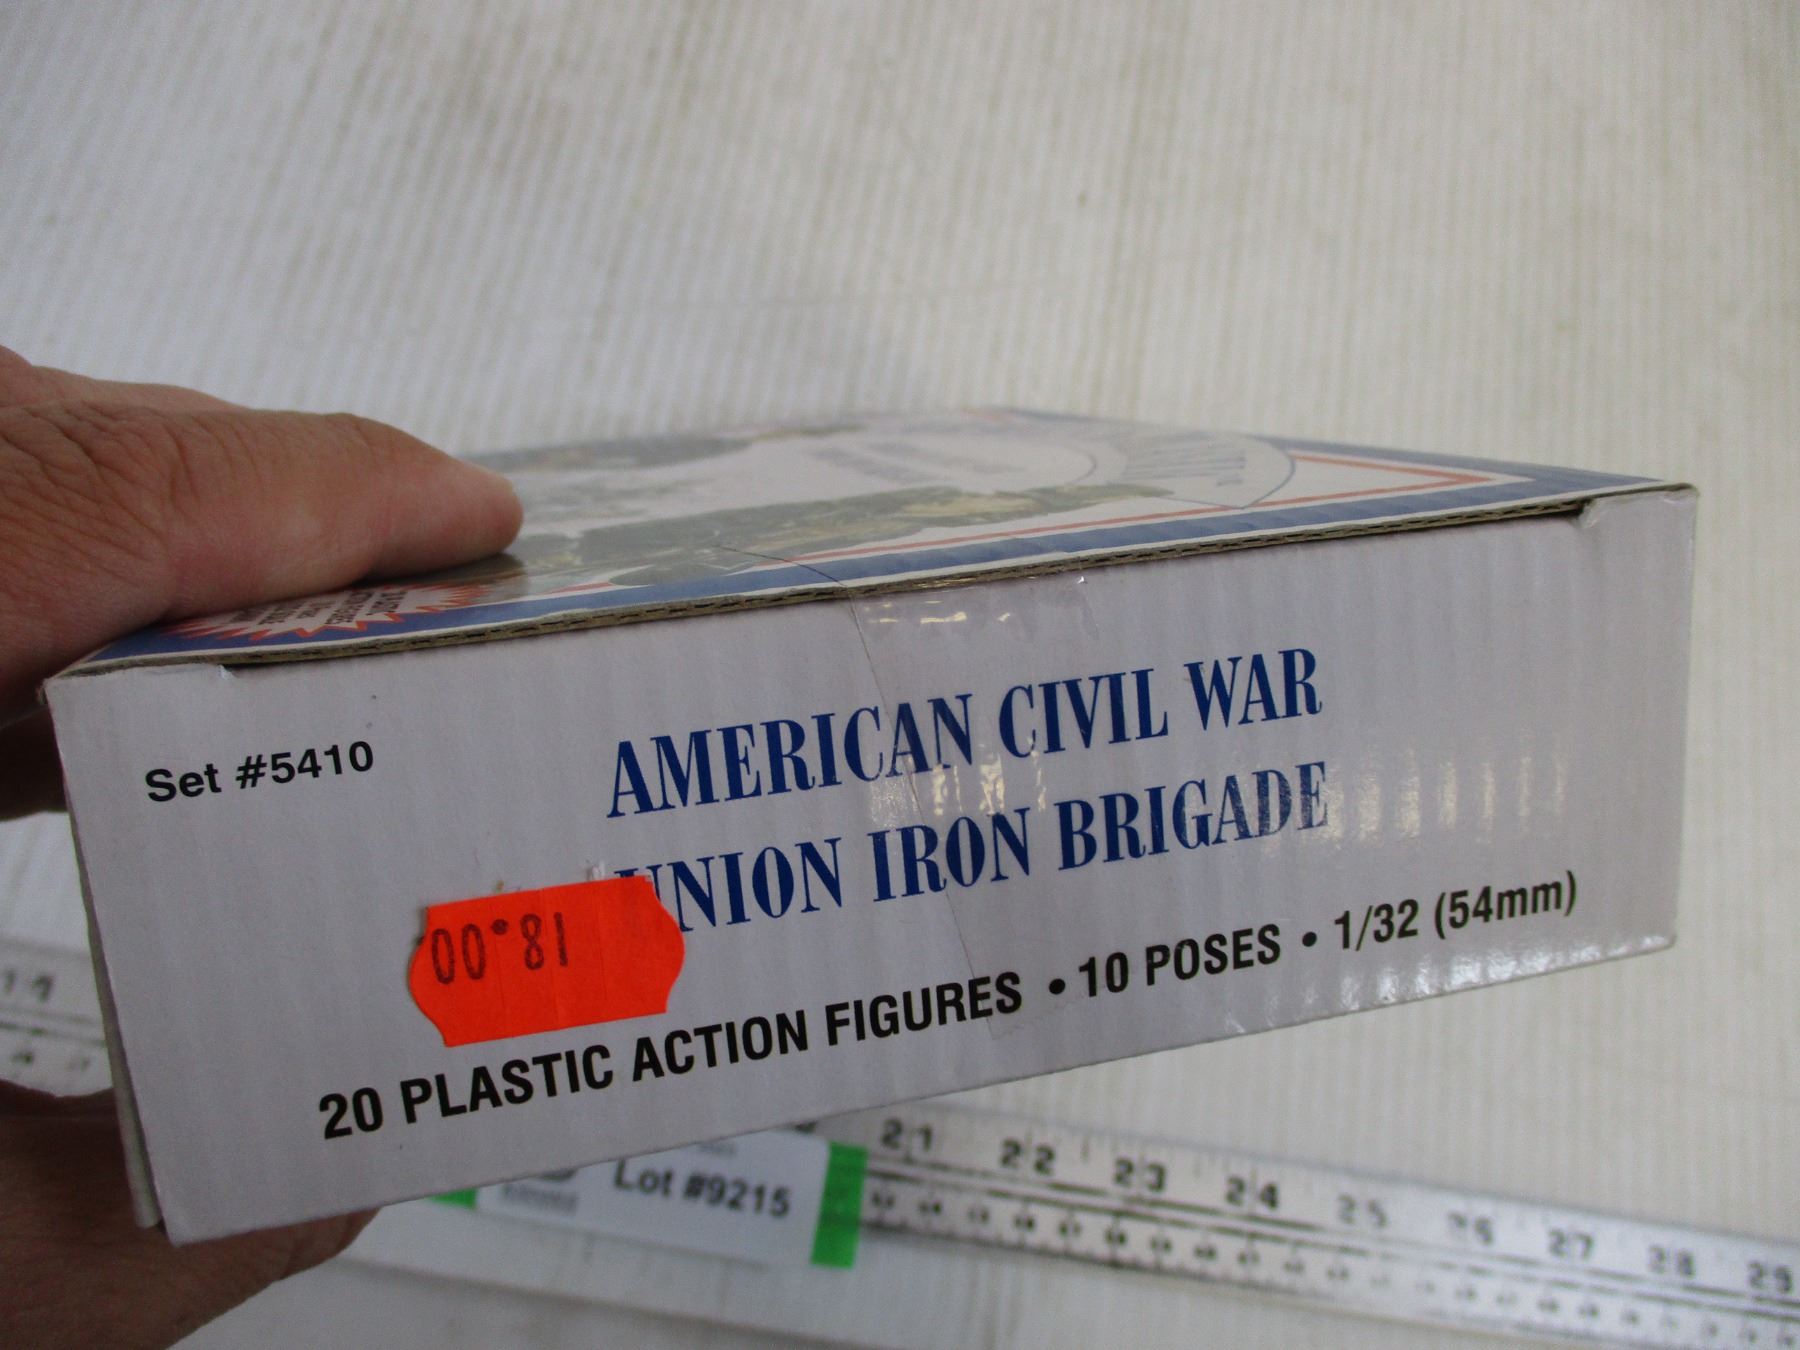 Set #5410
AMERICAN CIVIL WAR
UNION IRON BRIGADE
18.00
20 PLASTIC ACTION FIGURES • 10 POSES • 1/32 (54mm)
Lot #9215
21 22 23 24 25 26 27 28 29